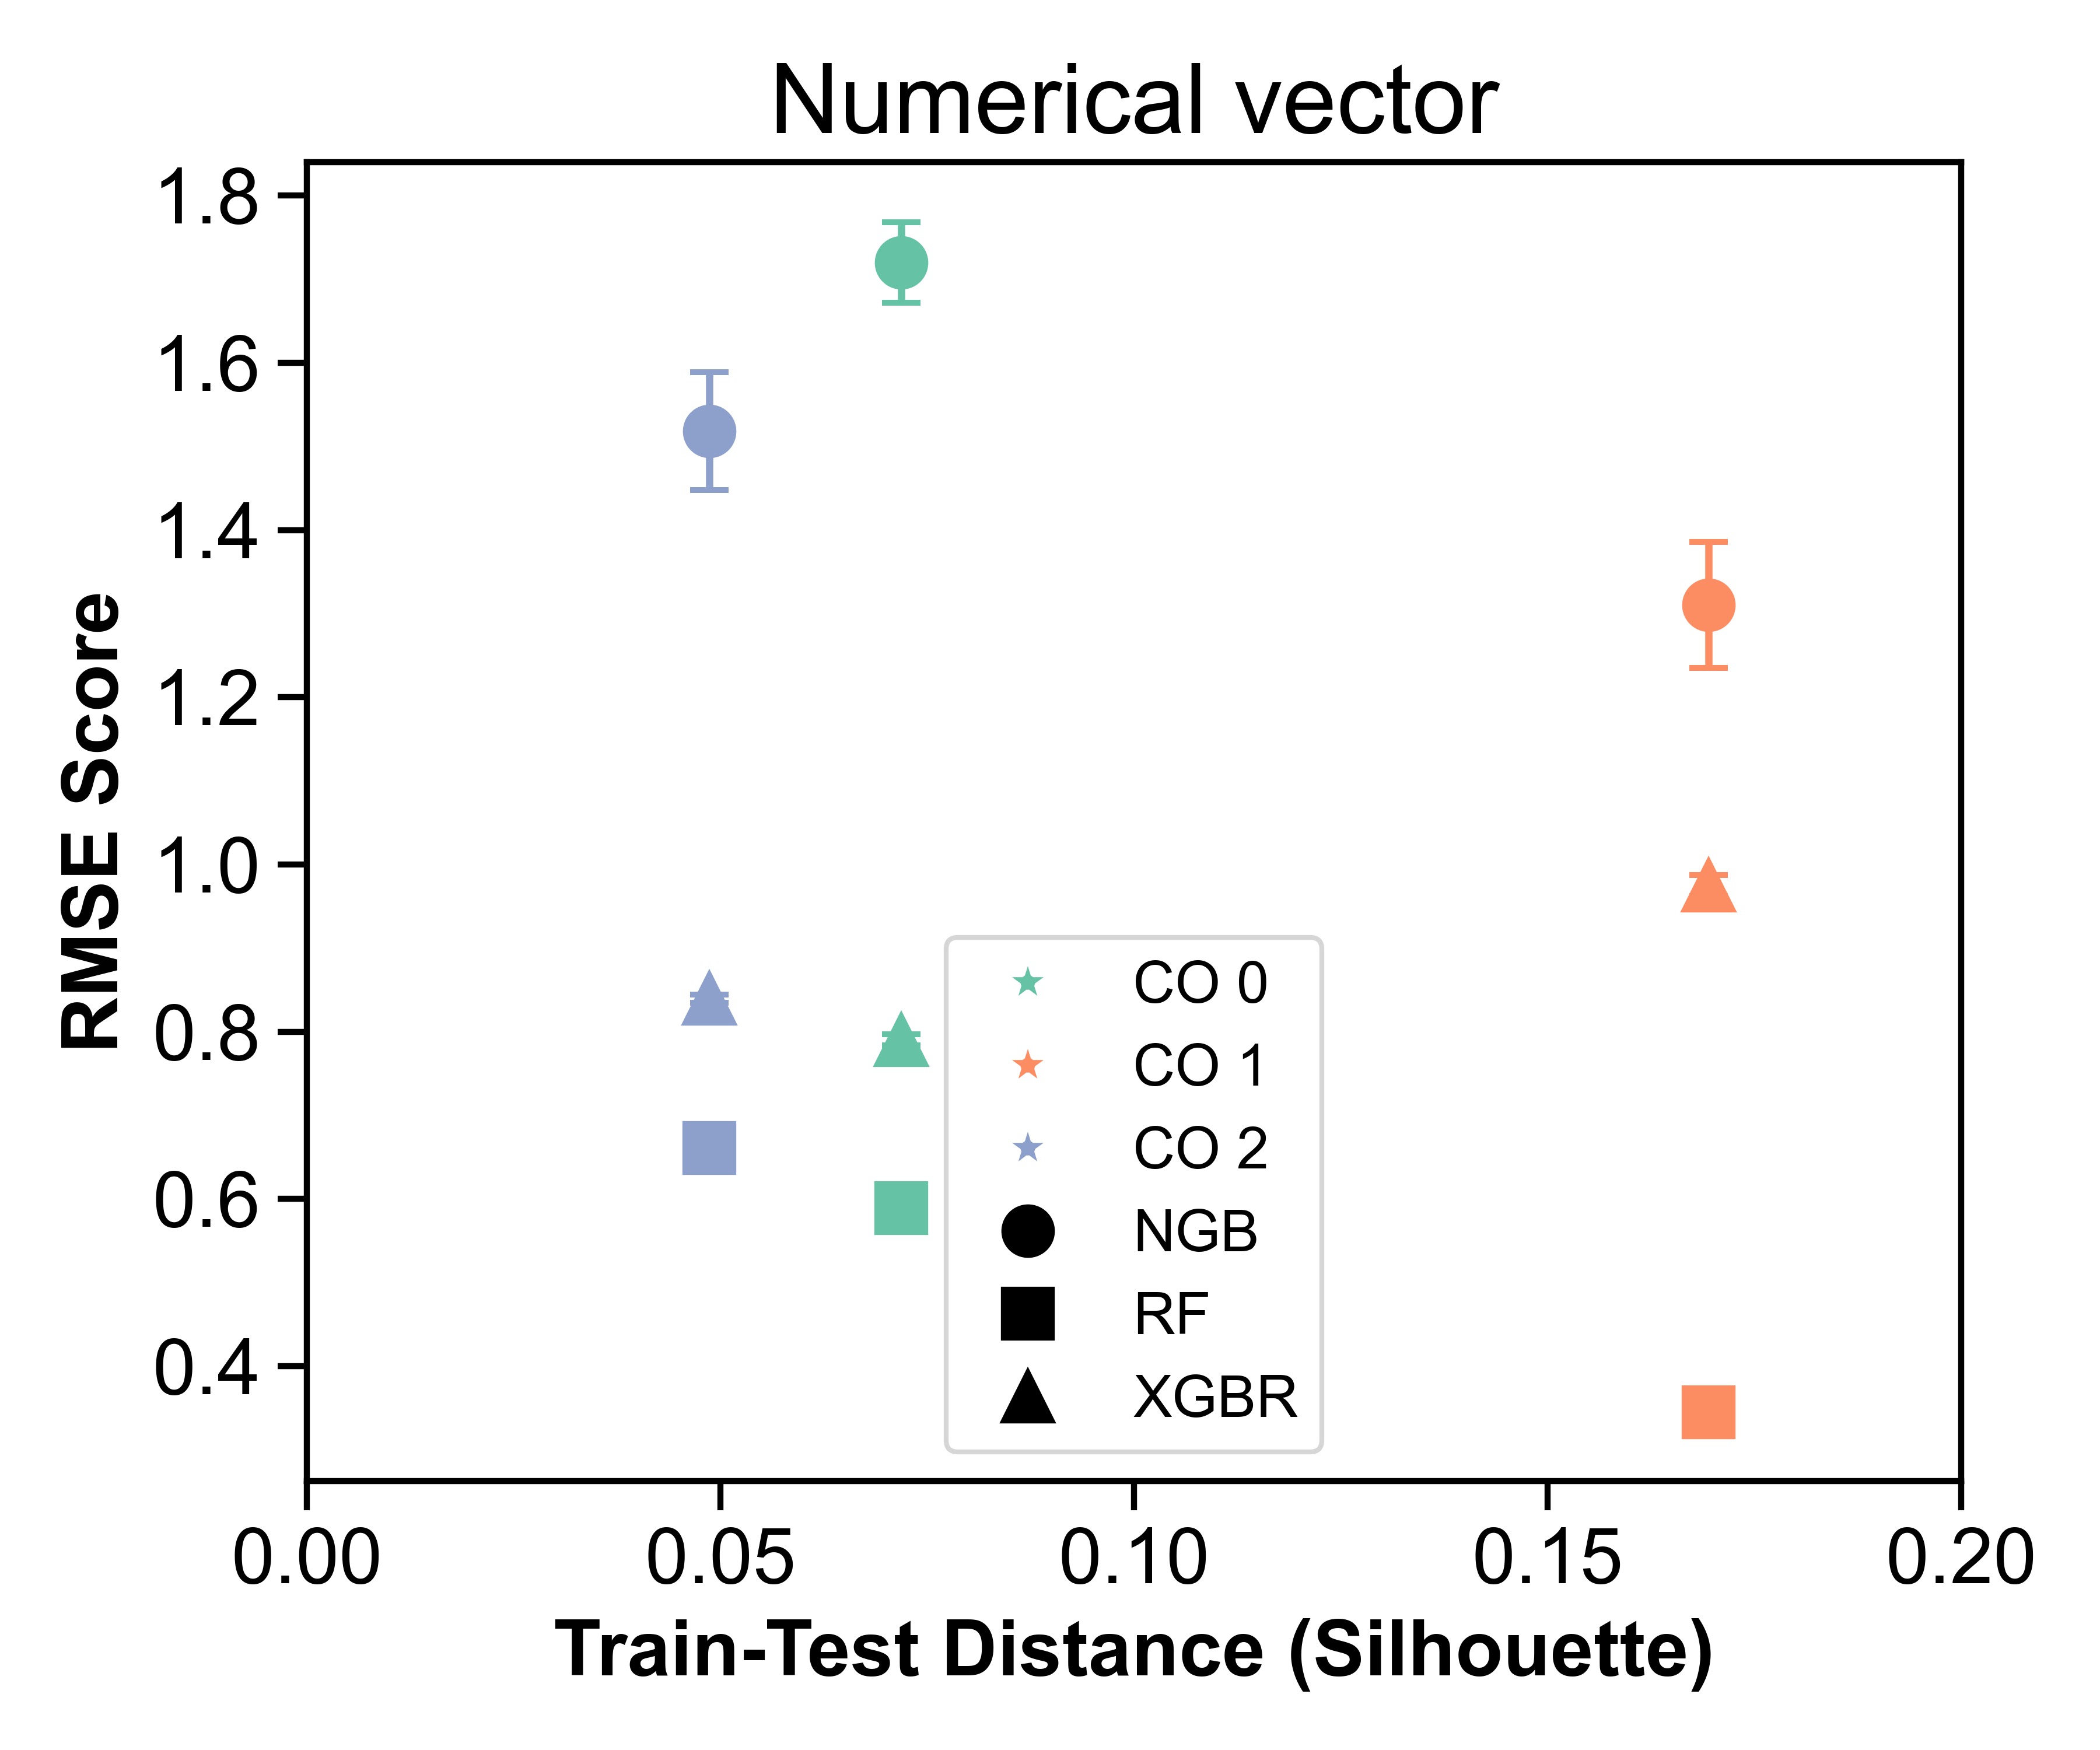 Numerical vector
RMSE Score
1.8
1.6
1.4
1.2
1.0
0.8
0.6
0.4
CO 0
CO 1
CO 2
NGB
RF
XGBR
0.00 0.05 0.10 0.15 0.20
Train-Test Distance (Silhouette)